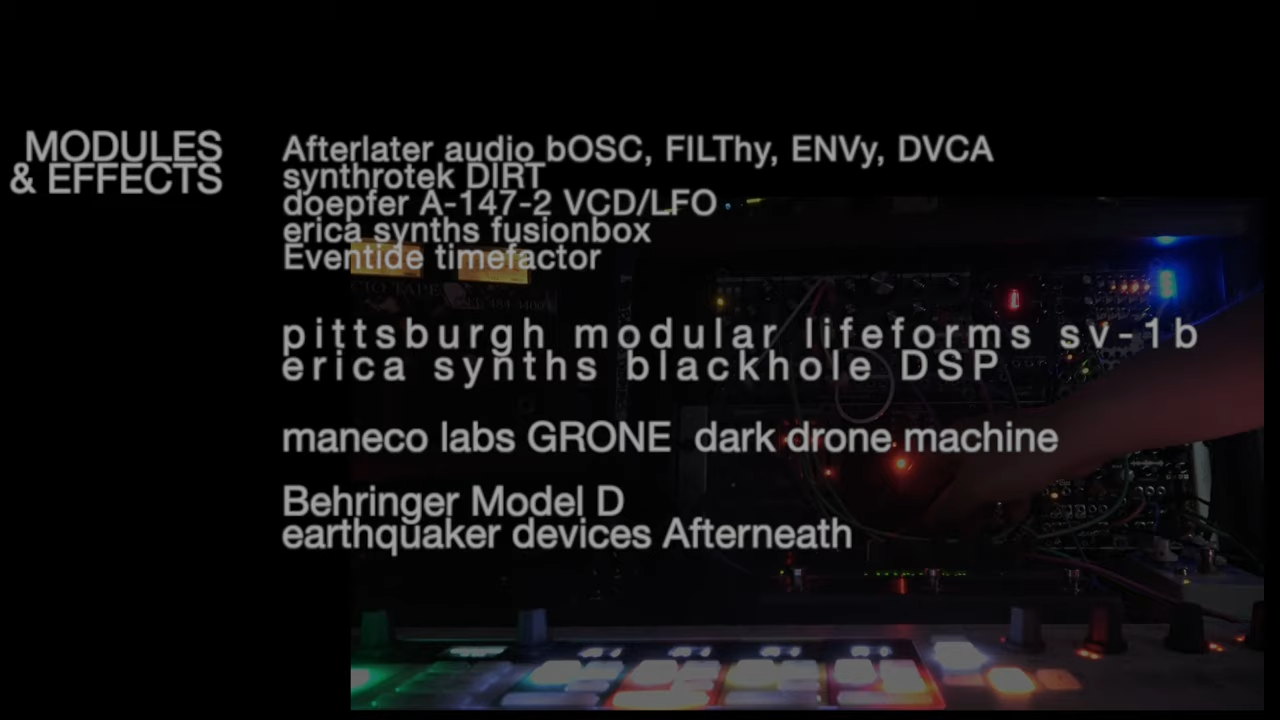 MODULES
& EFFECTS
Afterlater audio bOSC, FILThy, ENVy, DVCA
synthrotek DIRT
doepfer A-147-2 VCD/LFO
erica synths fusionbox
Eventide timefactor
pittsburgh modular lifeforms sv-1b
erica synths blackhole DSP
maneco labs GRONE dark drone machine
Behringer Model D
earthquaker devices Afterneath